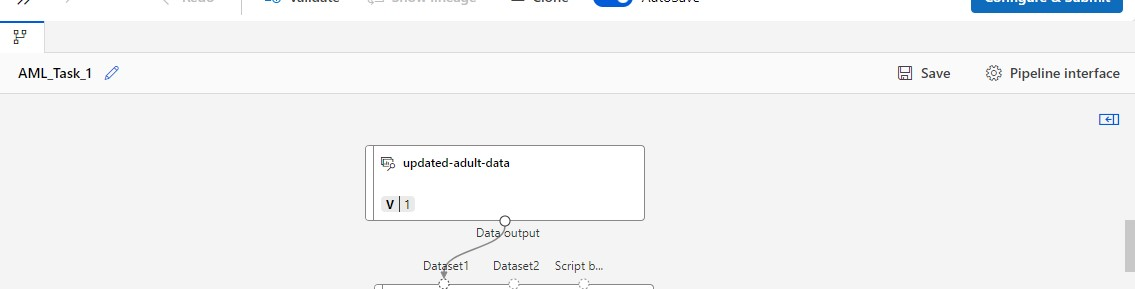 Redo Validate Show lineage Clone AutoSave Configure & Submit
AML_Task_1 Save Pipeline interface
updated-adult-data
V 1
Data output
Dataset1 Dataset2 Script b...